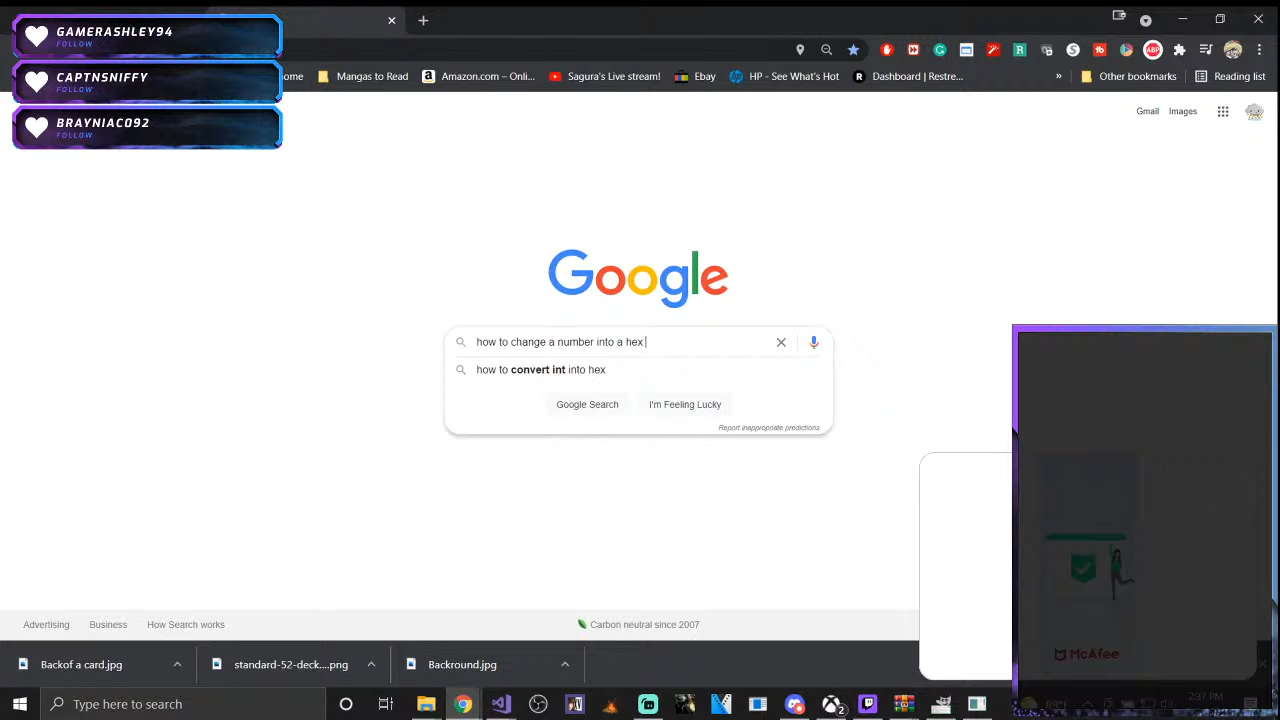 GAMERASHLEY94
FOLLOW
CAPTNSNIFFY
FOLLOW
BRAYNIAC092
FOLLOW
ome
Mangas to Read
Amazon.com – Onli...
Sagura's Live stream!
Ebay
HP - See What's Hot
Dashboard | Restre...
»
Other bookmarks
Reading list
Gmail
Images
Google
how to change a number into a hex
how to convert int into hex
Google Search
I'm Feeling Lucky
Report inappropriate predictions
McAfee
Advertising
Business
How Search works
Carbon neutral since 2007
Backof a card.jpg
standard-52-deck....png
Backround.jpg
Type here to search
2:37 PM